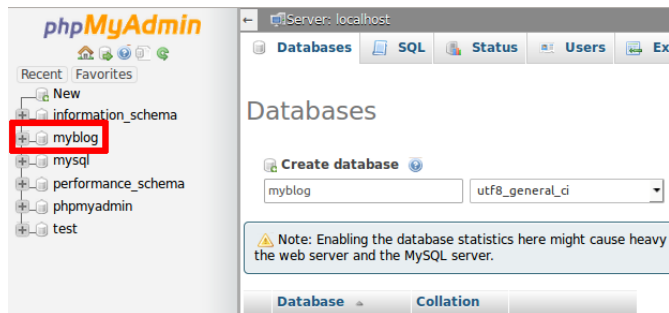 phpMyAdmin
Recent Favorites
New
information_schema
myblog
mysql
performance_schema
phpmyadmin
test
Server: localhost
Databases SQL Status Users Ex
Databases
Create database
myblog utf8_general_ci
Note: Enabling the database statistics here might cause heavy
the web server and the MySQL server.
Database Collation